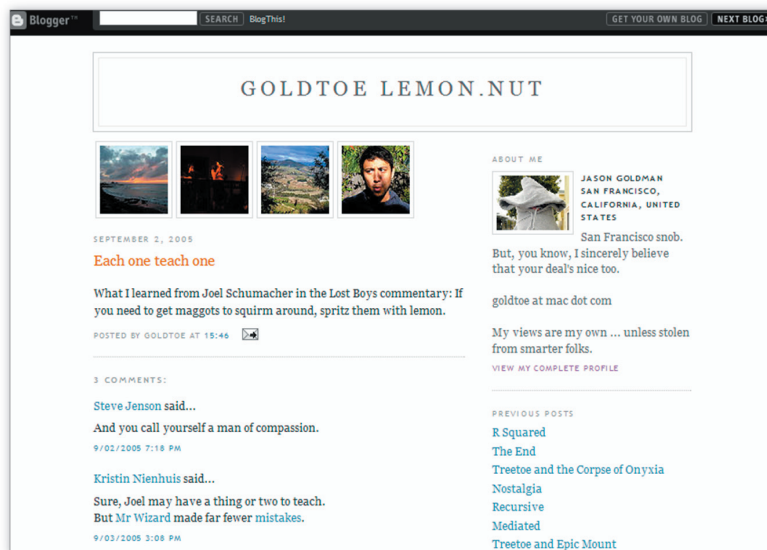 Blogger™ SEARCH BlogThis! GET YOUR OWN BLOG NEXT BLOG»
GOLDTOE LEMON.NUT
SEPTEMBER 2, 2005
Each one teach one
What I learned from Joel Schumacher in the Lost Boys commentary: If
you need to get maggots to squirm around, spritz them with lemon.
POSTED BY GOLDTOE AT 15:46
3 COMMENTS:
Steve Jenson said...
And you call yourself a man of compassion.
9/02/2005 7:18 PM
Kristin Nienhuis said...
Sure, Joel may have a thing or two to teach.
But Mr Wizard made far fewer mistakes.
9/03/2005 3:08 PM
ABOUT ME
JASON GOLDMAN
SAN FRANCISCO,
CALIFORNIA, UNITED
STATES
San Francisco snob.
But, you know, I sincerely believe
that your deal's nice too.
goldtoe at mac dot com
My views are my own ... unless stolen
from smarter folks.
VIEW MY COMPLETE PROFILE
PREVIOUS POSTS
R Squared
The End
Treetoe and the Corpse of Onyxia
Nostalgia
Recursive
Mediated
Treetoe and Epic Mount